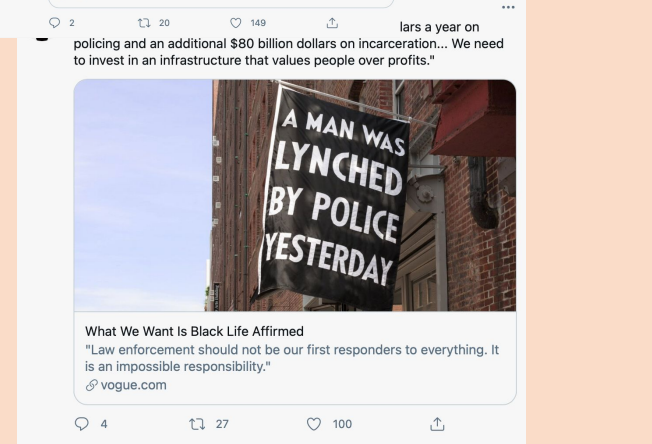 2 20 149
lars a year on
policing and an additional $80 billion dollars on incarceration... We need
to invest in an infrastructure that values people over profits."
A MAN WAS
LYNCHED
BY POLICE
YESTERDAY
What We Want Is Black Life Affirmed
"Law enforcement should not be our first responders to everything. It
is an impossible responsibility."
vogue.com
4 27 100